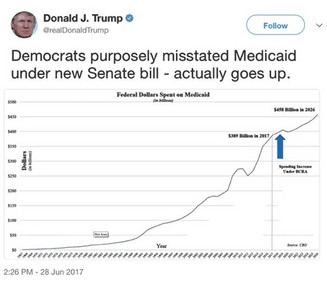 Donald J. Trump
@realDonaldTrump
Follow
Democrats purposely misstated Medicaid
under new Senate bill - actually goes up.
Federal Dollars Spent on Medicaid
(in billions)
$500
$450
$400
$350
$300
$250
$200
$150
$100
$50
$0
Dollars
(in billions)
$458 Billion in 2026
$389 Billion in 2017
Spending Increase
Under BCRA
Year
Source: CBO
2:26 PM - 28 Jun 2017